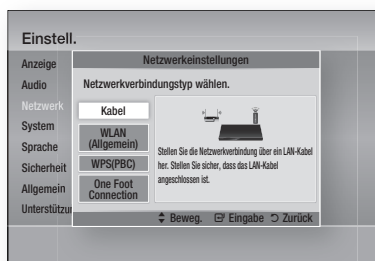 Einstell.
Anzeige
Audio
Netzwerk
System
Sprache
Sicherheit
Allgemein
Unterstützun
Netzwerkeinstellungen
Netzwerkverbindungstyp wählen.
Kabel
WLAN
(Allgemein)
WPS(PBC)
One Foot
Connection
Stellen Sie die Netzwerkverbindung über ein LAN-Kabel
her. Stellen Sie sicher, dass das LAN-Kabel
angeschlossen ist.
Beweg. Eingabe Zurück